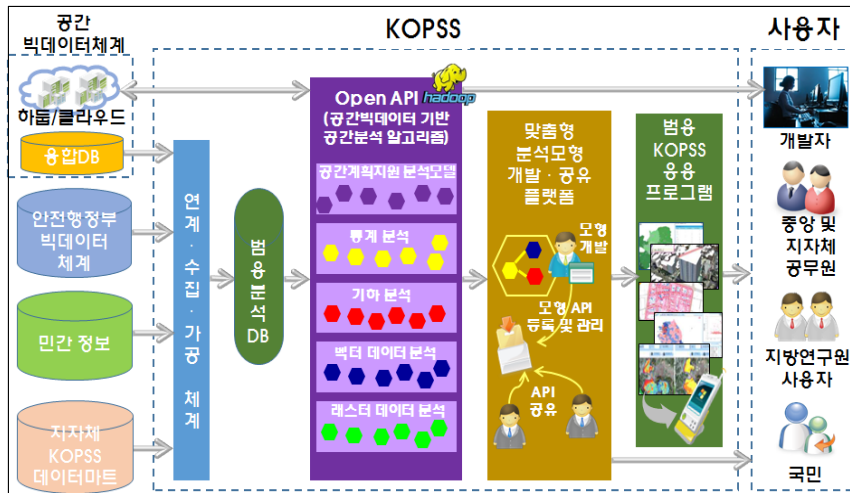 공간
빅데이터체계
하둡/클라우드
융합DB
안전행정부
빅데이터
체계
민간 정보
지자체
KOPSS
데이터마트
KOPSS
연계·수집·가공 체계
범용분석
DB
Open API
hadoop
(공간빅데이터 기반
공간분석 알고리즘)
공간계획지원 분석모델
통계 분석
기하 분석
벡터 데이터 분석
래스터 데이터 분석
맞춤형
분석모형
개발·공유
플랫폼
모형
개발
모형 API
등록 및 관리
API
공유
범용
KOPSS
응용
프로그램
사용자
개발자
중앙 및
지자체
공무원
지방연구원
사용자
국민